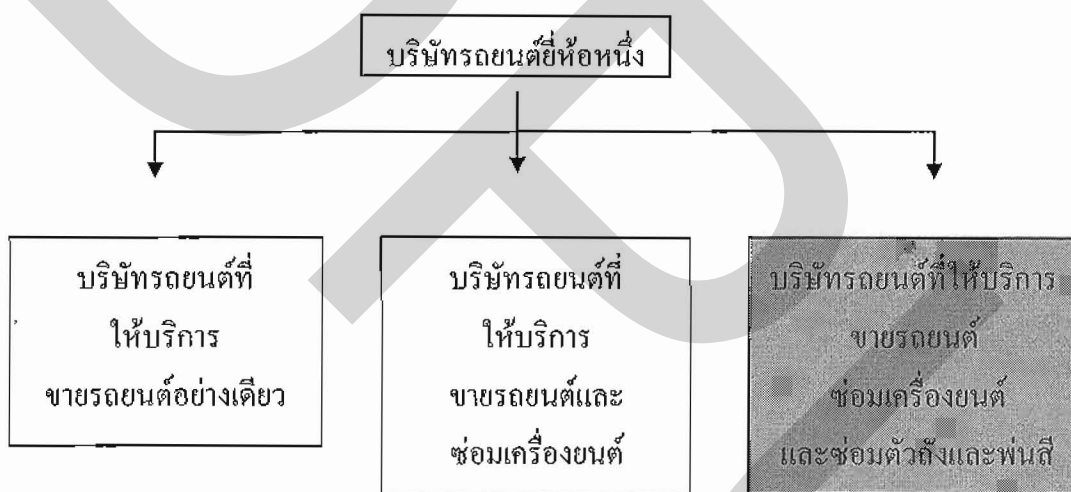 บริษัทรถยนต์ยี่ห้อหนึ่ง
บริษัทรถยนต์ที่
ให้บริการ
ขายรถยนต์อย่างเดียว
บริษัทรถยนต์ที่
ให้บริการ
ขายรถยนต์และ
ซ่อมเครื่องยนต์
บริษัทรถยนต์ที่ให้บริการ
ขายรถยนต์
ซ่อมเครื่องยนต์
และซ่อมตัวถังและพ่นสี